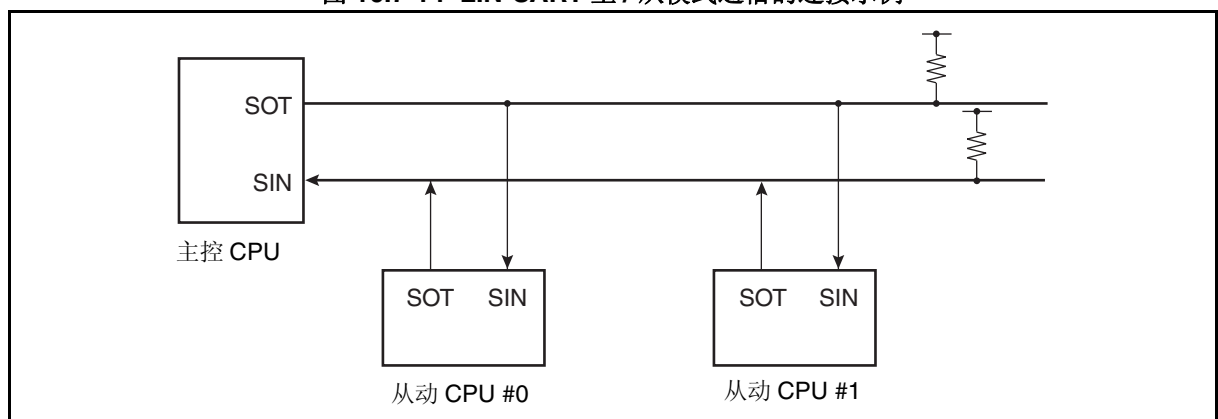 SOT
SIN
主控 CPU
SOT SIN
SOT SIN
从动 CPU #0
从动 CPU #1